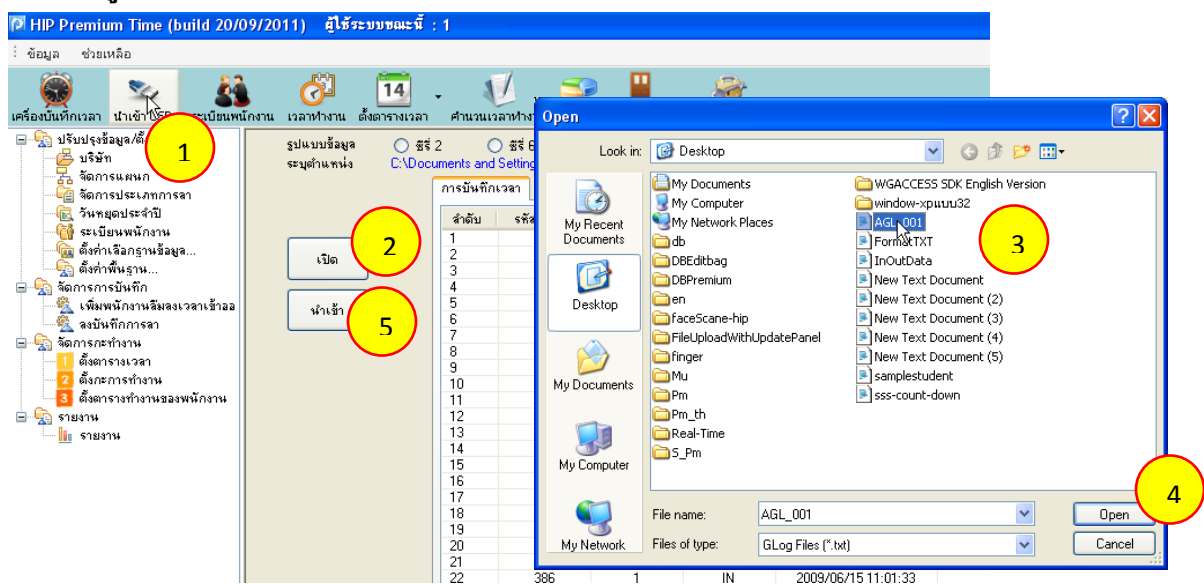 HIP Premium Time (build 20/09/2011) ผู้ใช้ระบบขณะนี้ : 1
ข้อมูล ช่วยเหลือ
14
เครื่องบันทึกเวลา นำเข้า ระเบียนพนักงาน เวลาทำงาน ตั้งตารางเวลา คำนวนเวลาทำงา
1
ปรับปรุงข้อมูล/ตั้
บริษัท
จัดการแผนก
จัดการประเภทการลา
วันหยุดประจำปี
ระเบียนพนักงาน
ตั้งค่าเลือกฐานข้อมูล...
ตั้งค่าพื้นฐาน...
จัดการการบันทึก
เพิ่มพนักงานลืมลงเวลาเข้าออ
ลงบันทึกการลา
จัดการกะทำงาน
1 ตั้งตารางเวลา
2 ตั้งกะการทำงาน
3 ตั้งตารางทำงานของพนักงาน
รายงาน
รายงาน
รูปแบบข้อมูล ซีรี่ 2 ซีรี่ 6
ระบุตำแหน่ง C:\Documents and Setting
การบันทึกเวลา
ลำดับ รหัส
เปิด
2
นำเข้า
5
1
2
3
4
5
6
7
8
9
10
11
12
13
14
15
16
17
18
19
20
21
22 386 1 IN 2009/06/15 11:01:33
Open
Look in: Desktop
My Recent
Documents
Desktop
My Documents
My Computer
My Network
My Documents
My Computer
My Network Places
db
DBEditbag
DBPremium
en
faceScane-hip
FileUploadWithUpdatePanel
finger
Mu
Pm
Pm_th
Real-Time
S_Pm
WGACCESS SDK English Version
window-xpแบบ32
AGL_001
FormatTXT
InOutData
New Text Document
New Text Document (2)
New Text Document (3)
New Text Document (4)
New Text Document (5)
samplestudent
sss-count-down
3
4
File name: AGL_001 Open
Files of type: GLog Files (*.txt) Cancel